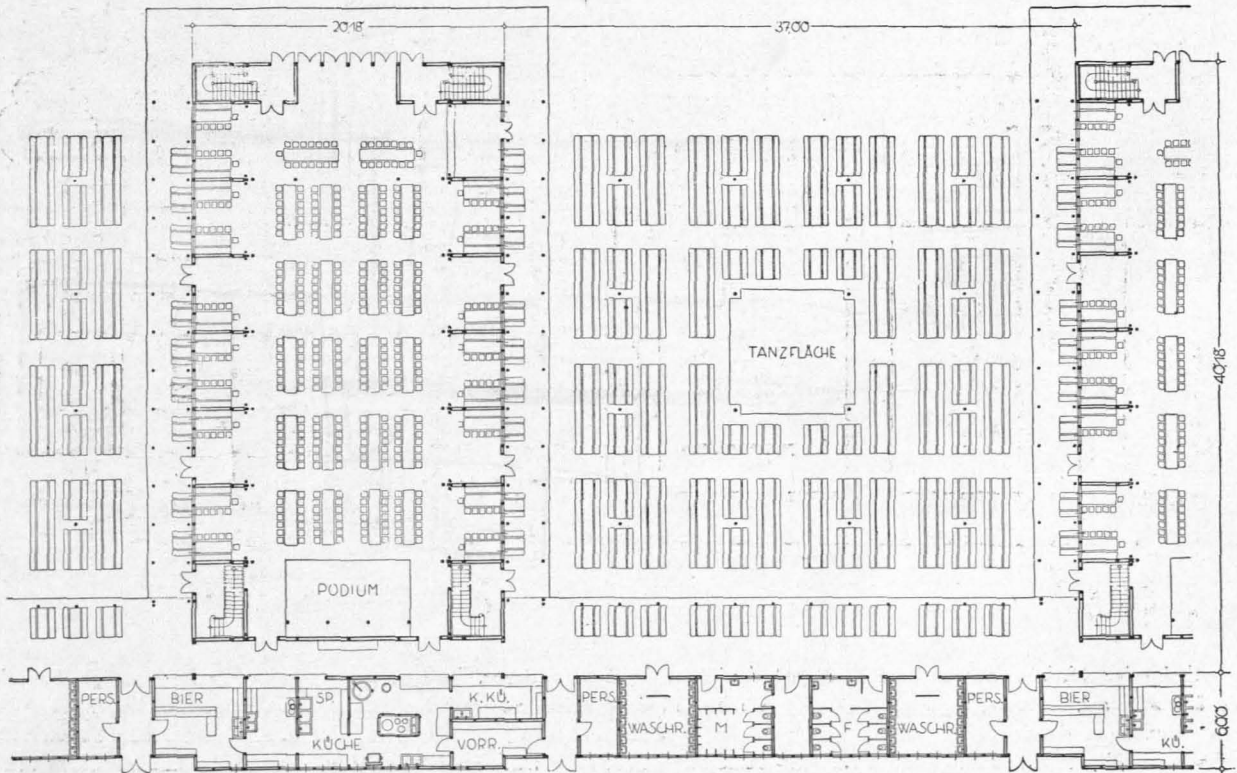 20,18
37,00
TANZFLÄCHE
40,18
PODIUM
PERS.
BIER
SP.
K.KÜ.
PERS.
WASCHR.
M
F
WASCHR.
PERS.
BIER
KÜCHE
VORR.
KÜ.
6,00